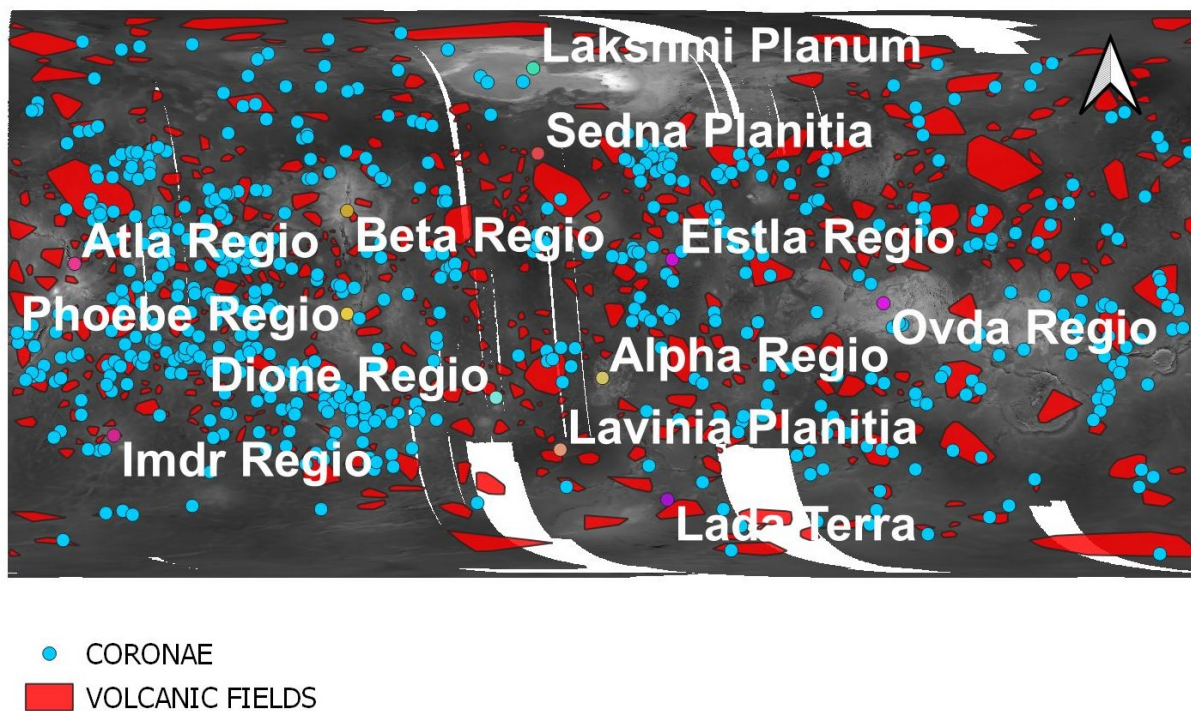 Lakshmi Planum
Sedna Planitia
Atla Regio
Beta Regio
Eistla Regio
Phoebe Regio
Ovda Regio
Dione Regio
Alpha Regio
Imdr Regio
Lavinia Planitia
Lada Terra
CORONAE
VOLCANIC FIELDS